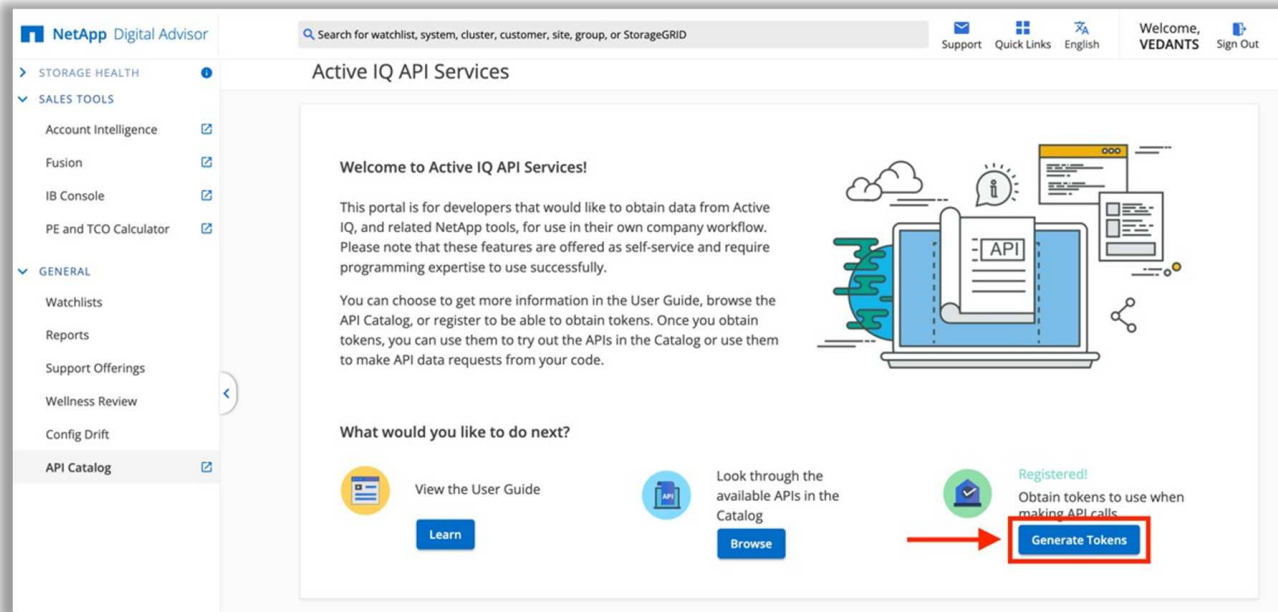 NetApp Digital Advisor
Search for watchlist, system, cluster, customer, site, group, or StorageGRID
Support
Quick Links
English
Welcome,
VEDANTS
Sign Out
STORAGE HEALTH
SALES TOOLS
Account Intelligence
Fusion
IB Console
PE and TCO Calculator
GENERAL
Watchlists
Reports
Support Offerings
Wellness Review
Config Drift
API Catalog
Active IQ API Services
Welcome to Active IQ API Services!
This portal is for developers that would like to obtain data from Active
IQ, and related NetApp tools, for use in their own company workflow.
Please note that these features are offered as self-service and require
programming expertise to use successfully.
You can choose to get more information in the User Guide, browse the
API Catalog, or register to be able to obtain tokens. Once you obtain
tokens, you can use them to try out the APIs in the Catalog or use them
to make API data requests from your code.
API
What would you like to do next?
View the User Guide
Learn
API
Look through the
available APIs in the
Catalog
Browse
Registered!
Obtain tokens to use when
making API calls
Generate Tokens